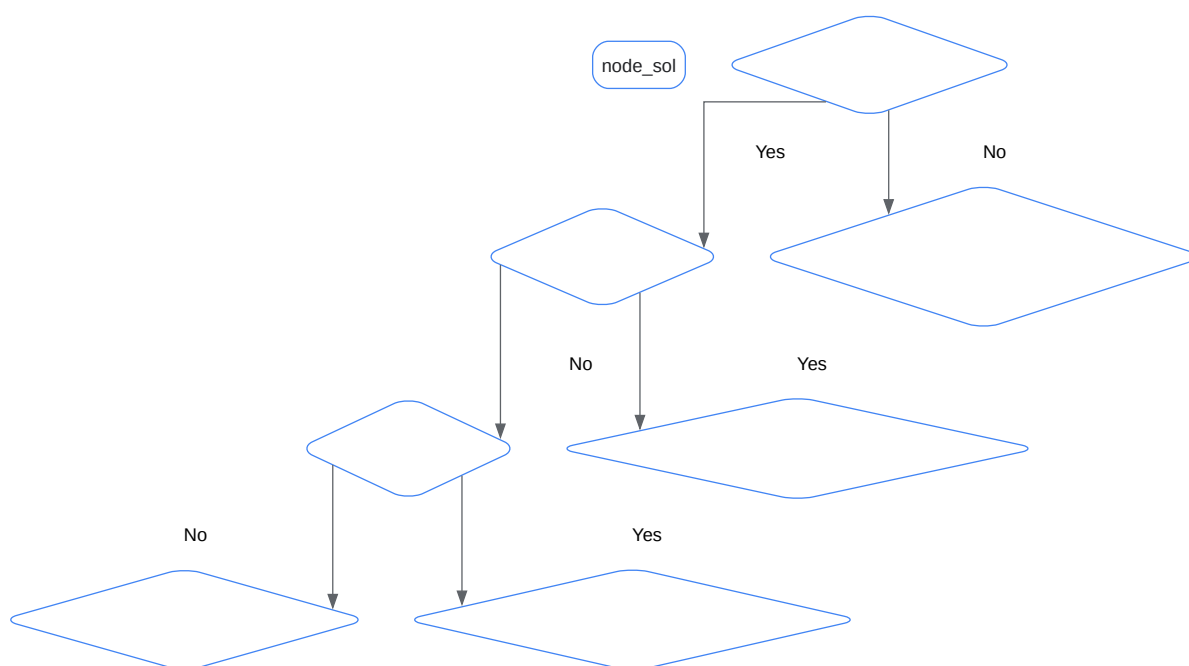 node_sol
Yes
No
No
Yes
No
Yes